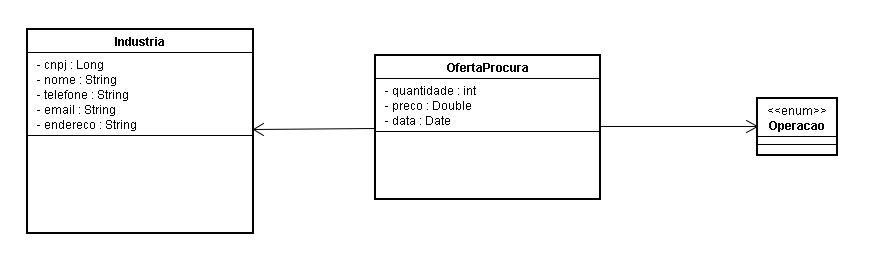 Industria
- cnpj : Long
- nome : String
- telefone : String
- email : String
- endereco : String
OfertaProcura
- quantidade : int
- preco : Double
- data : Date
<<enum>>
Operacao